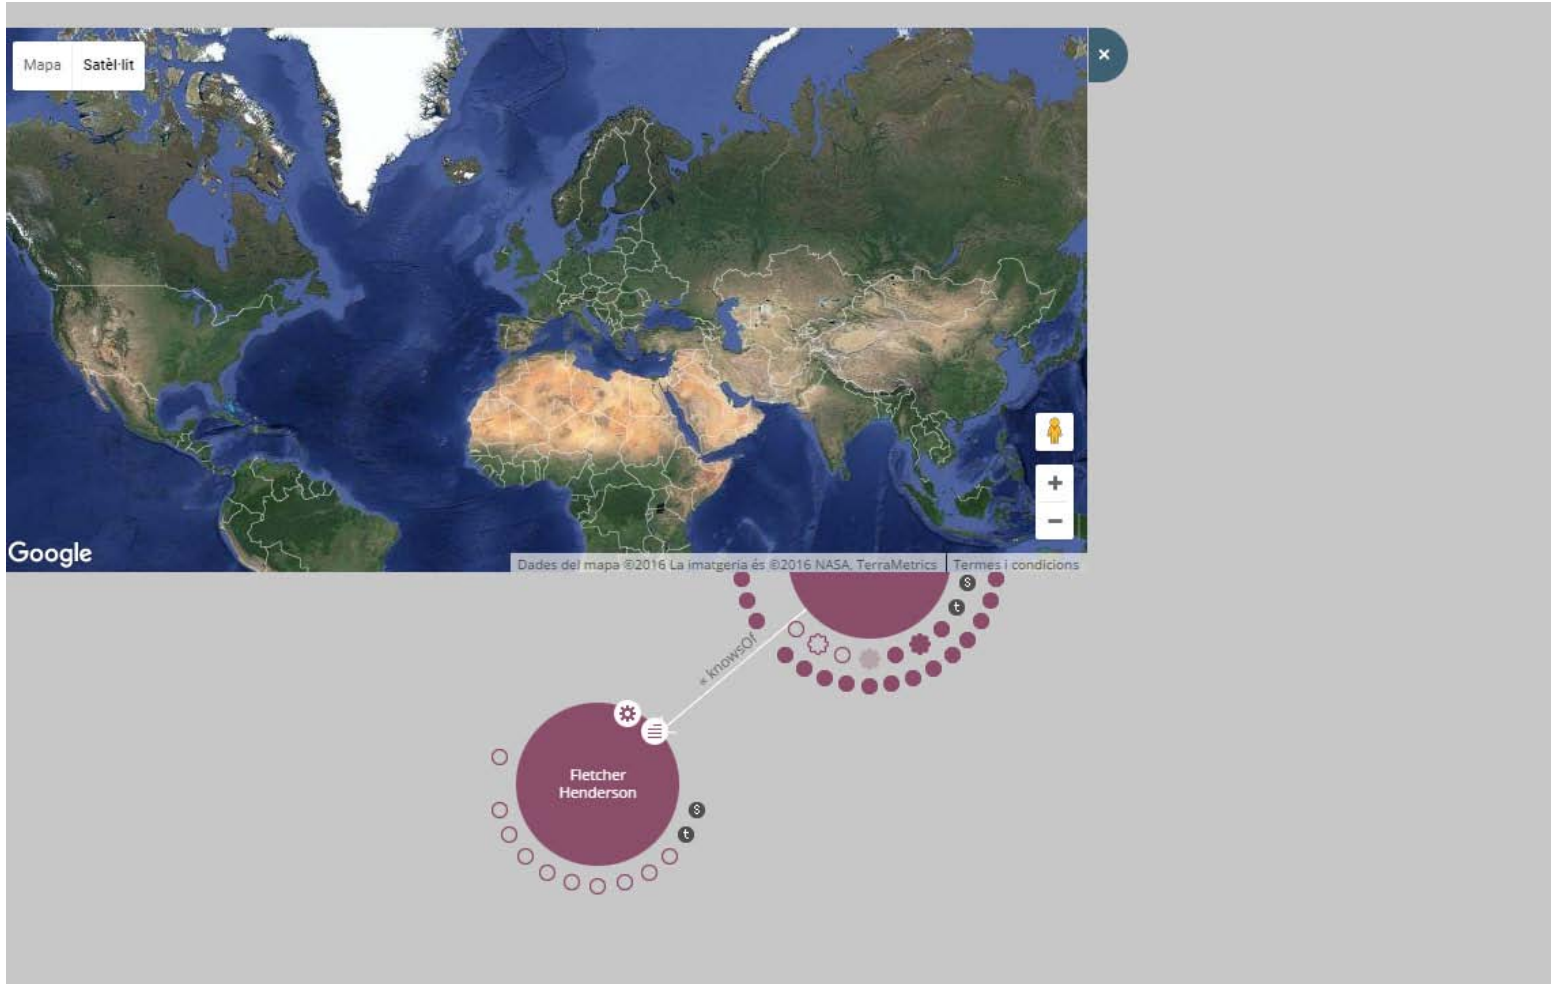 Mapa Satèl·lit
×
+
−
Google
Dades del mapa ©2016 La imatgeria és ©2016 NASA, TerraMetrics Termes i condicions
s
t
« knowsOf
Fletcher
Henderson
s
t